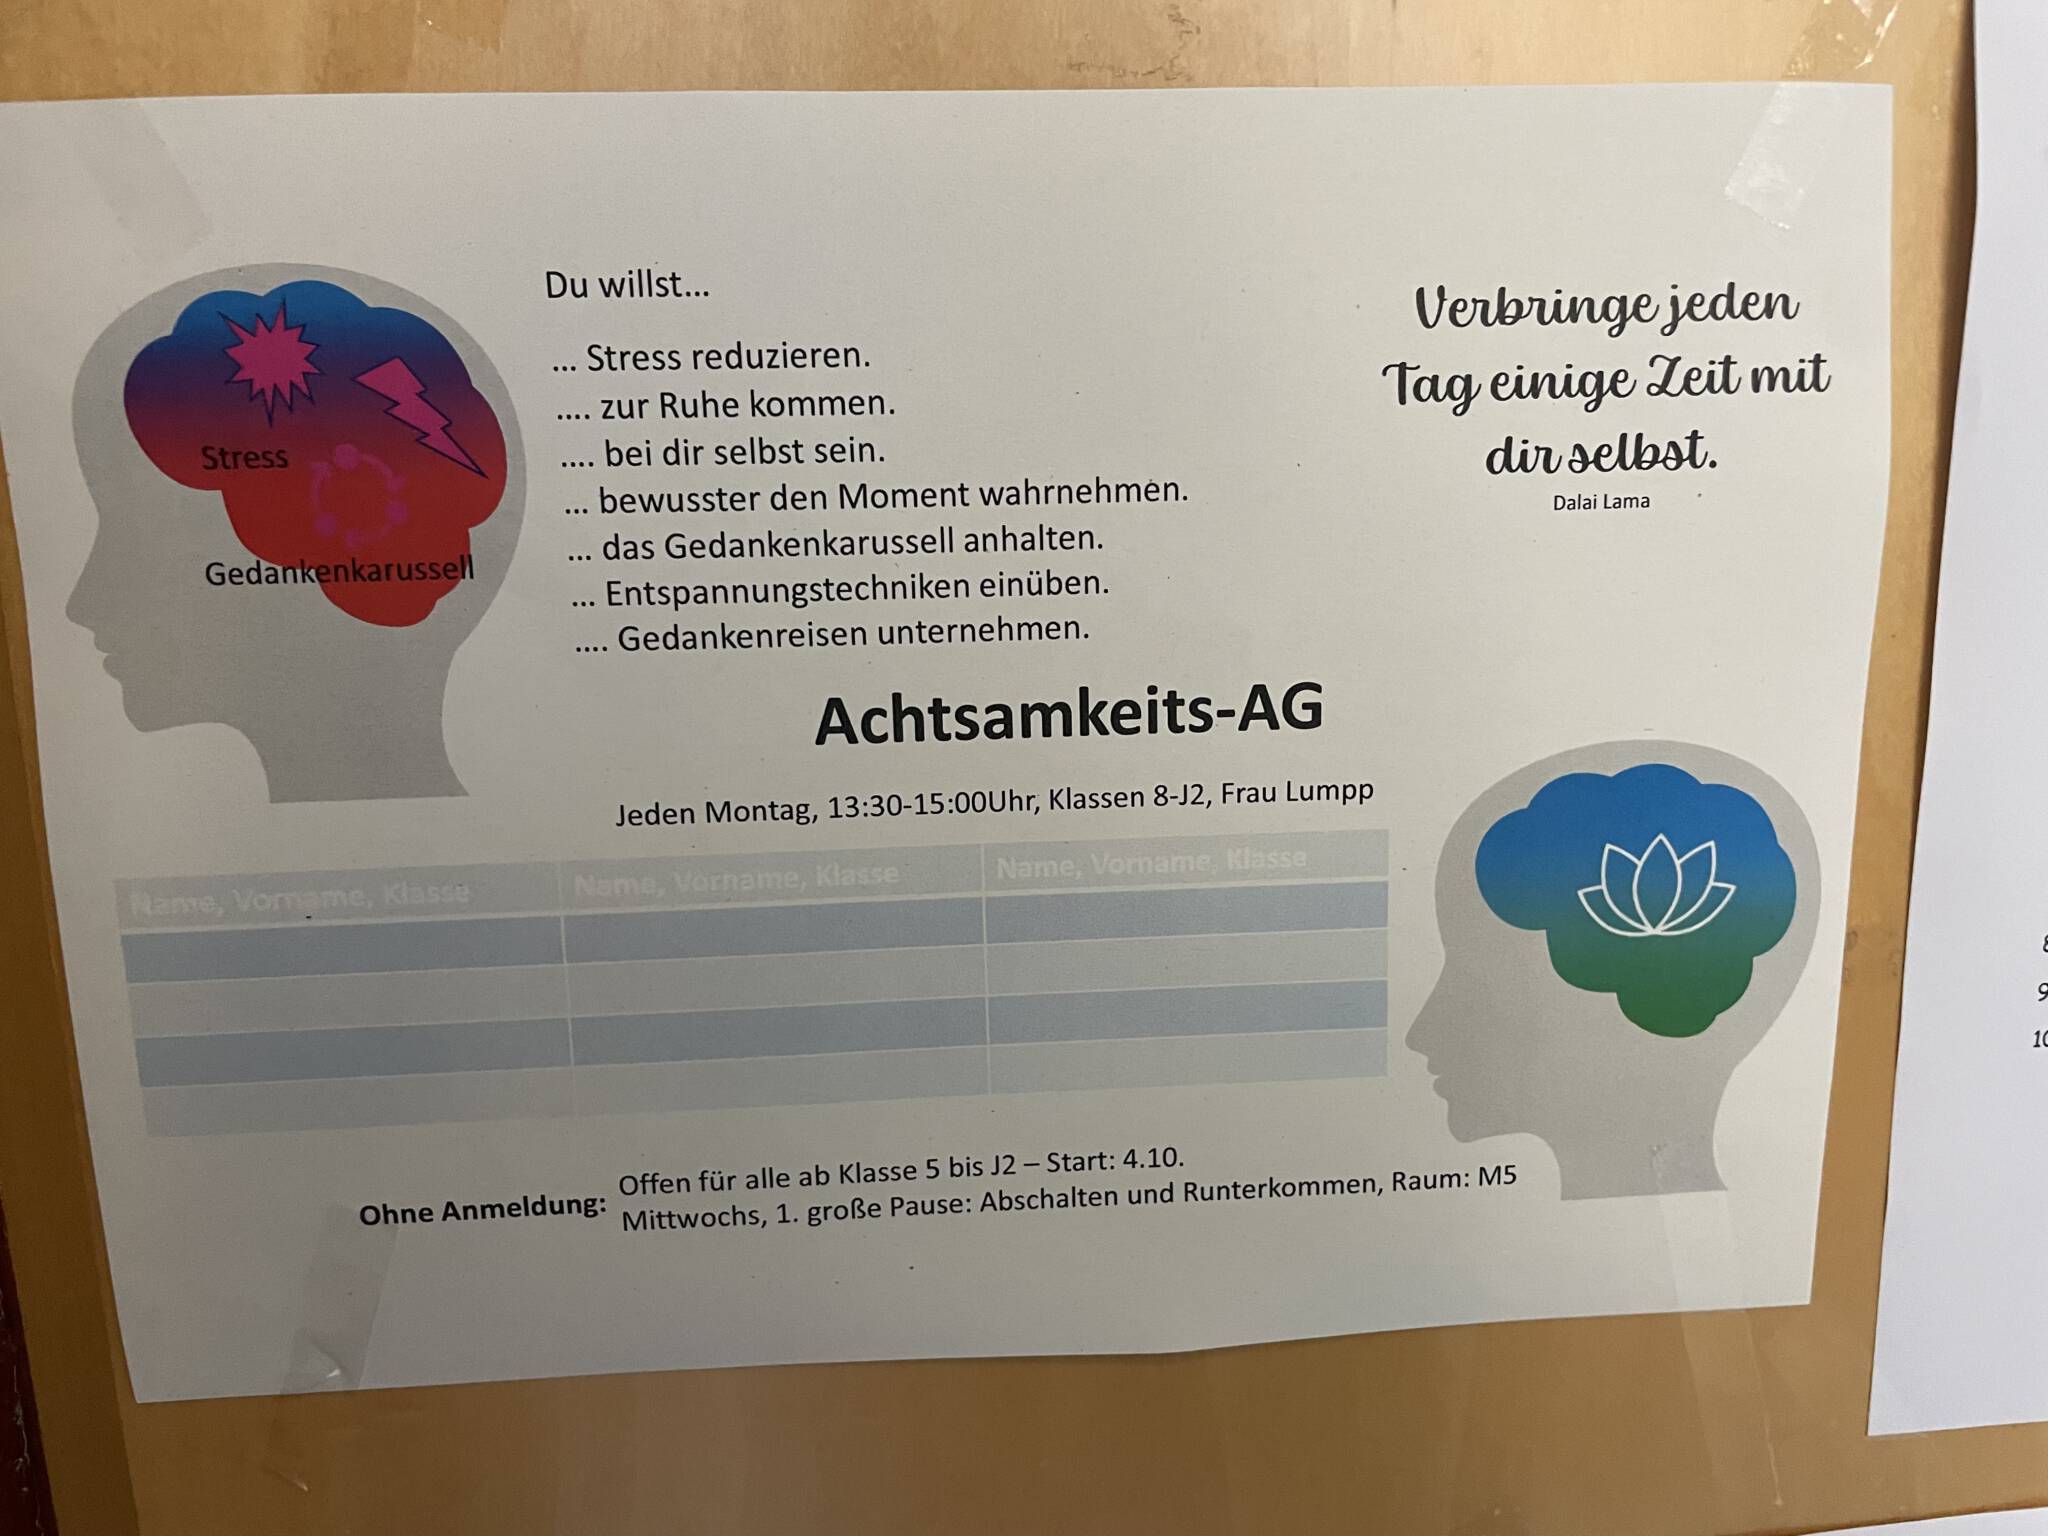 Du willst...
... Stress reduzieren.
.... zur Ruhe kommen.
.... bei dir selbst sein.
... bewusster den Moment wahrnehmen.
... das Gedankenkarussell anhalten.
... Entspannungstechniken einüben.
.... Gedankenreisen unternehmen.
Stress
Gedankenkarussell
Verbringe jeden
Tag einige Zeit mit
dir selbst.
Dalai Lama
Achtsamkeits-AG
Jeden Montag, 13:30-15:00Uhr, Klassen 8-J2, Frau Lumpp
Name, Vorname, Klasse
Name, Vorname, Klasse
Name, Vorname, Klasse
Ohne Anmeldung:
Offen für alle ab Klasse 5 bis J2 – Start: 4.10.
Mittwochs, 1. große Pause: Abschalten und Runterkommen, Raum: M5
9
10